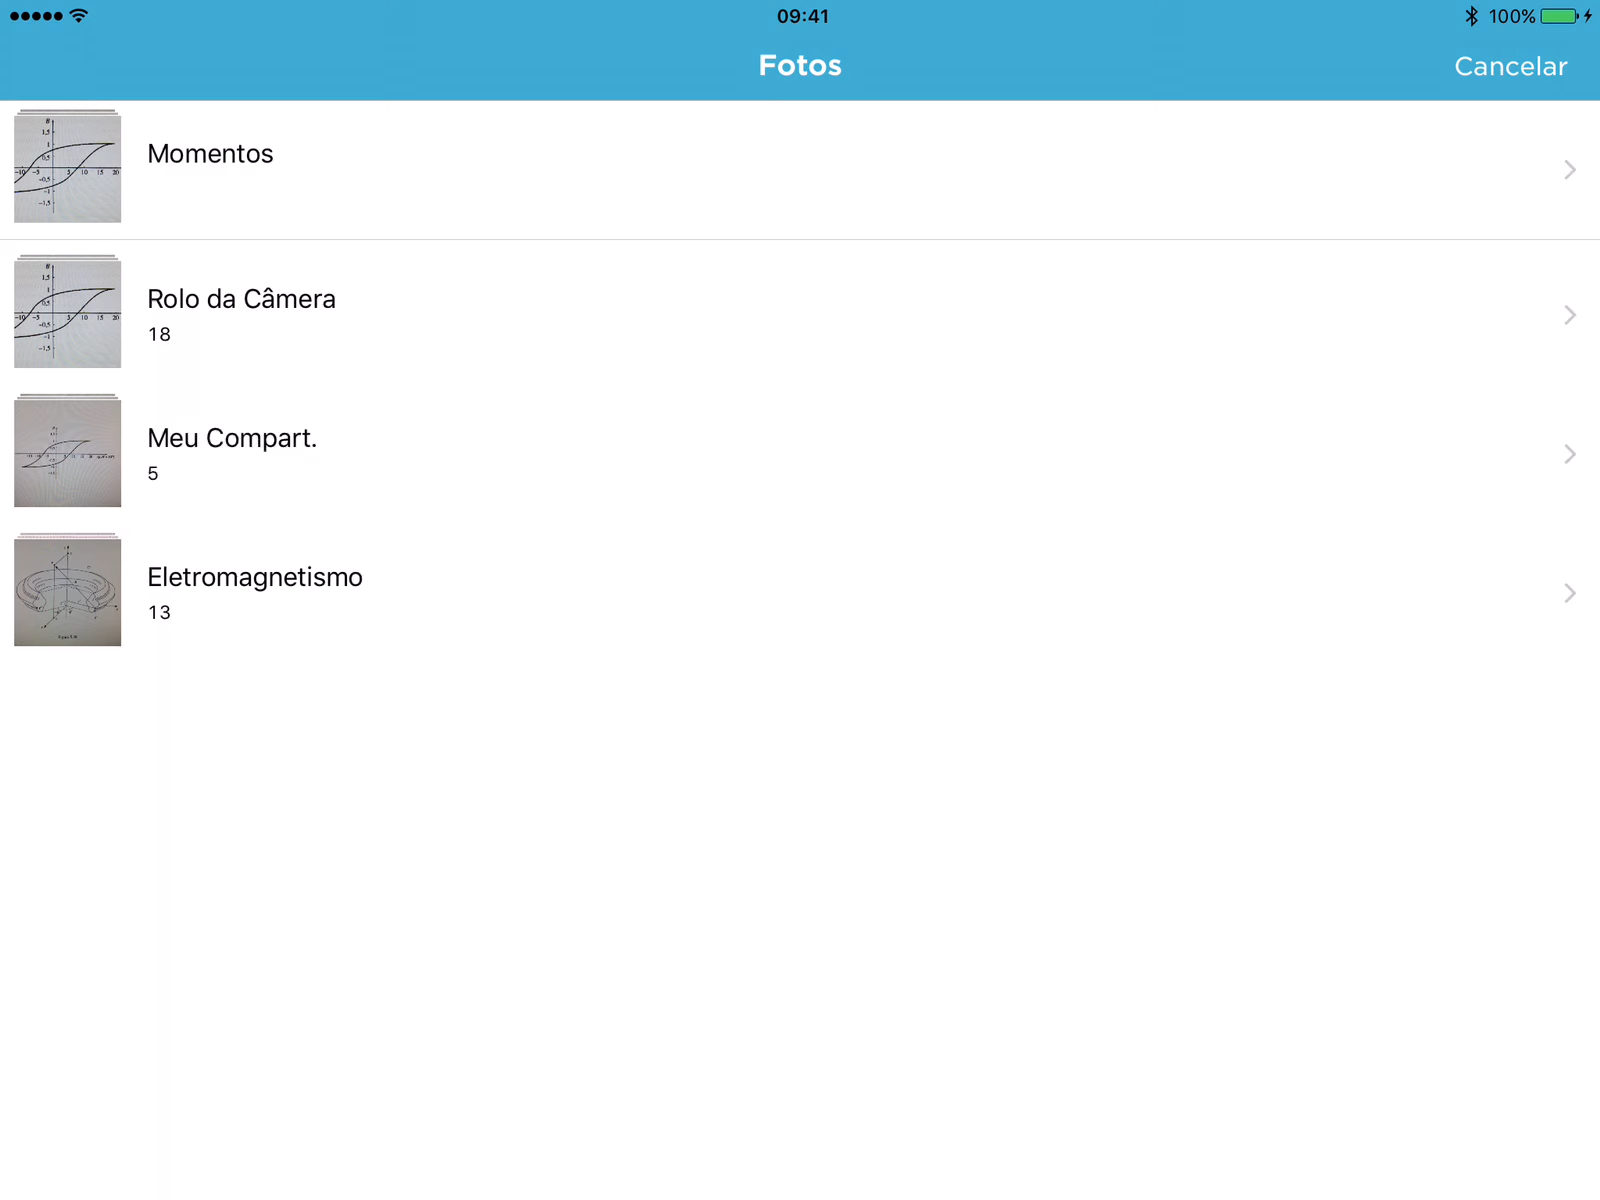 09:41
100%
Fotos
Cancelar
Momentos
Rolo da Câmera
18
Meu Compart.
5
Eletromagnetismo
13